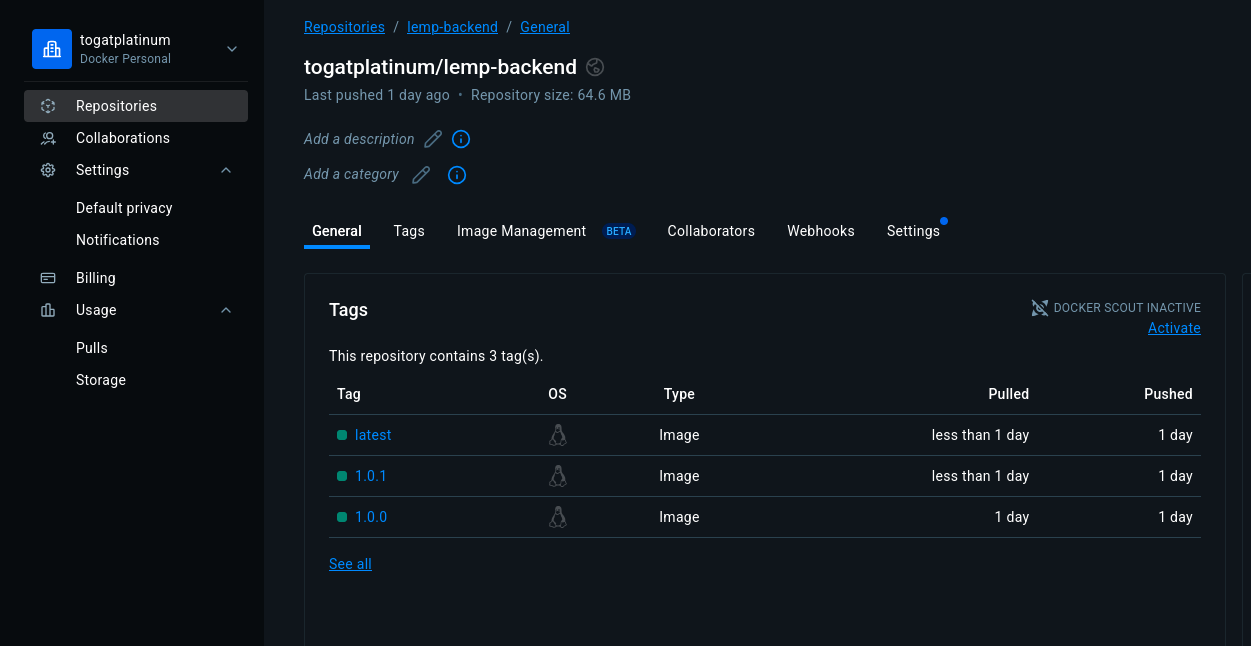 togatplatinum
Docker Personal
Repositories
Collaborations
Settings
Default privacy
Notifications
Billing
Usage
Pulls
Storage
Repositories / lemp-backend / General
togatplatinum/lemp-backend
Last pushed 1 day ago • Repository size: 64.6 MB
Add a description
Add a category
General Tags Image Management BETA Collaborators Webhooks Settings
Tags
DOCKER SCOUT INACTIVE
Activate
This repository contains 3 tag(s).
Tag OS Type Pulled Pushed
latest Image less than 1 day 1 day
1.0.1 Image less than 1 day 1 day
1.0.0 Image 1 day 1 day
See all